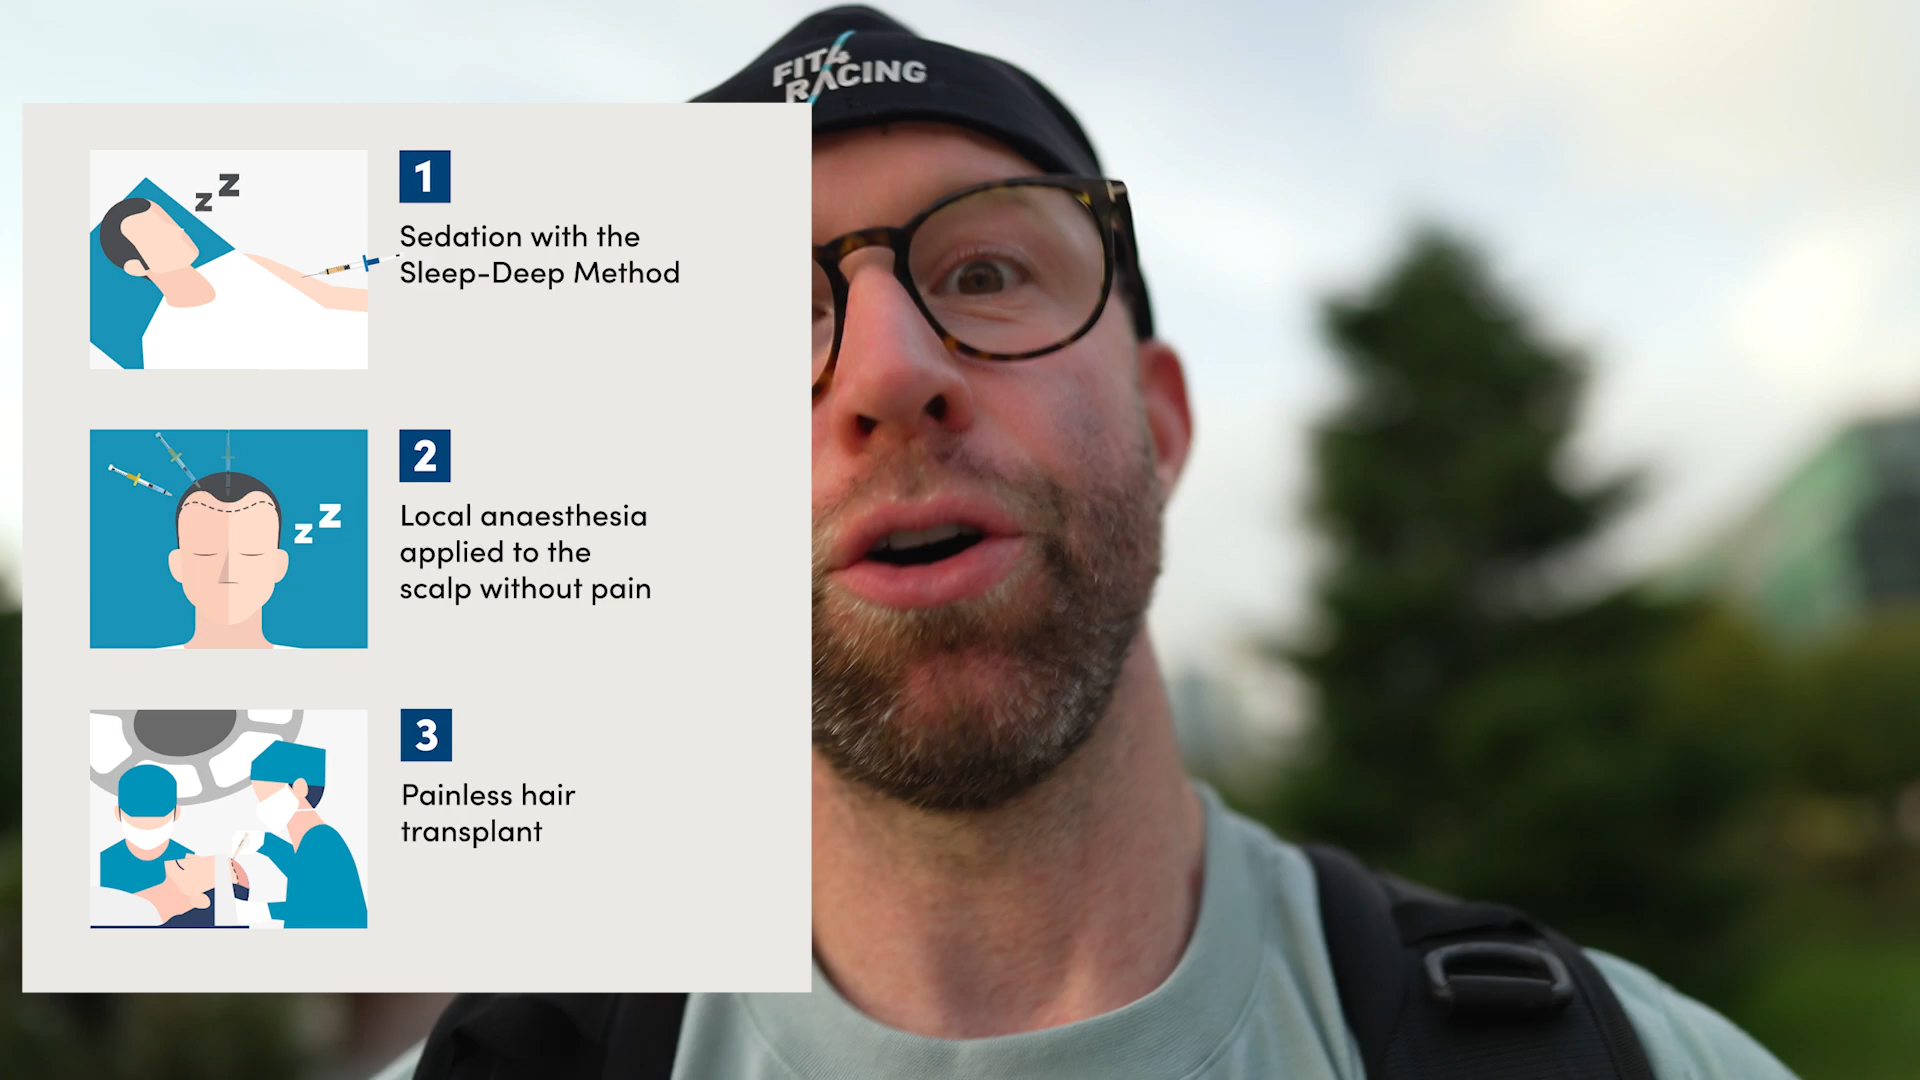 FIT4
RACING
z Z
1
Sedation with the
Sleep-Deep Method
2
Local anaesthesia
applied to the
scalp without pain
z Z
3
Painless hair
transplant